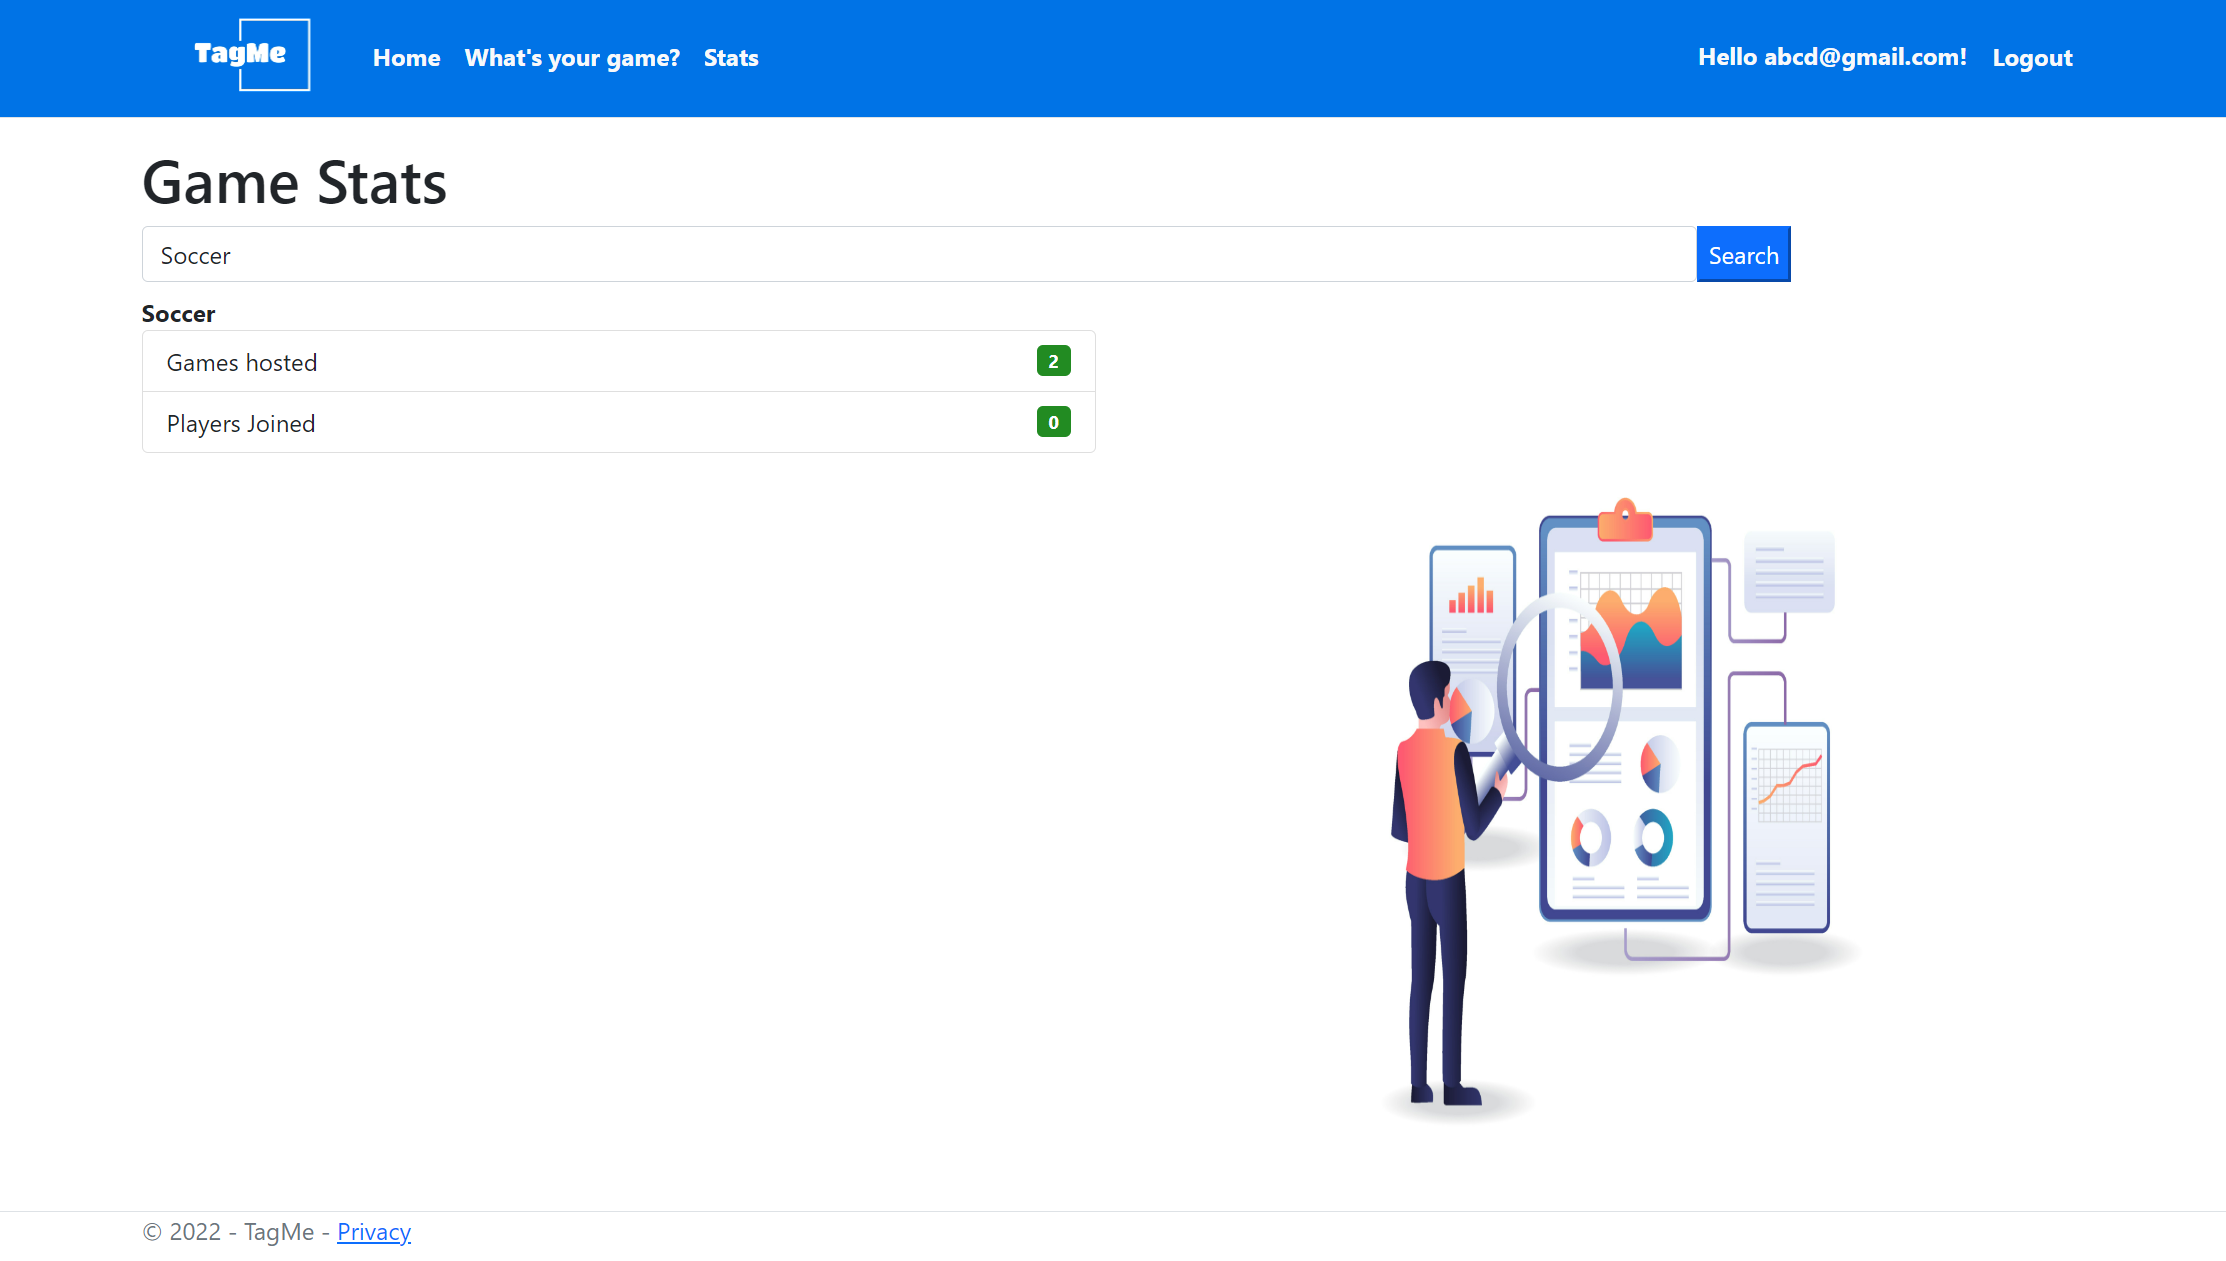 TagMe
Home What's your game? Stats
Hello abcd@gmail.com! Logout
Game Stats
Soccer
Search
Soccer
Games hosted 2
Players Joined 0
© 2022 - TagMe - Privacy